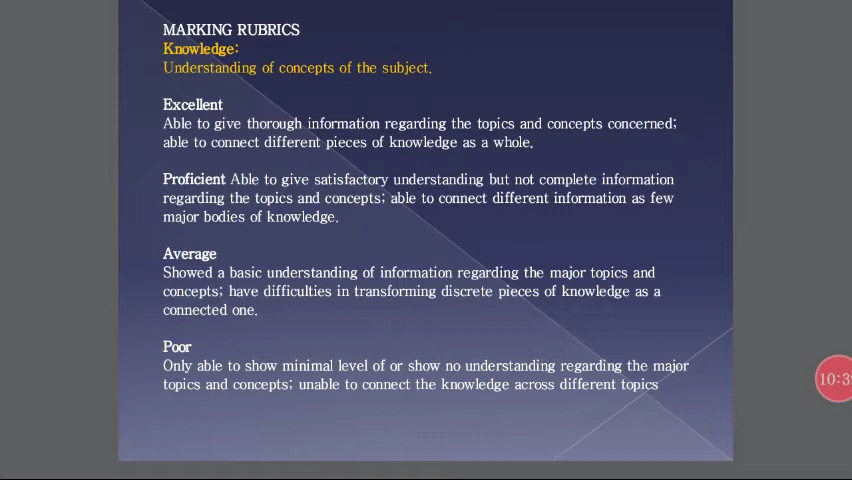 MARKING RUBRICS
Knowledge:
Understanding of concepts of the subject.
Excellent
Able to give thorough information regarding the topics and concepts concerned;
able to connect different pieces of knowledge as a whole.
Proficient Able to give satisfactory understanding but not complete information
regarding the topics and concepts; able to connect different information as few
major bodies of knowledge.
Average
Showed a basic understanding of information regarding the major topics and
concepts; have difficulties in transforming discrete pieces of knowledge as a
connected one.
Poor
Only able to show minimal level of or show no understanding regarding the major
topics and concepts; unable to connect the knowledge across different topics